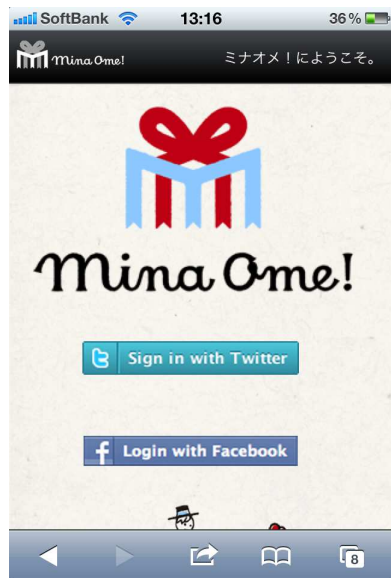 SoftBank 13:16 36%
Mina Ome! ミナオメ！にようこそ。
Mina Ome!
Sign in with Twitter
Login with Facebook
8